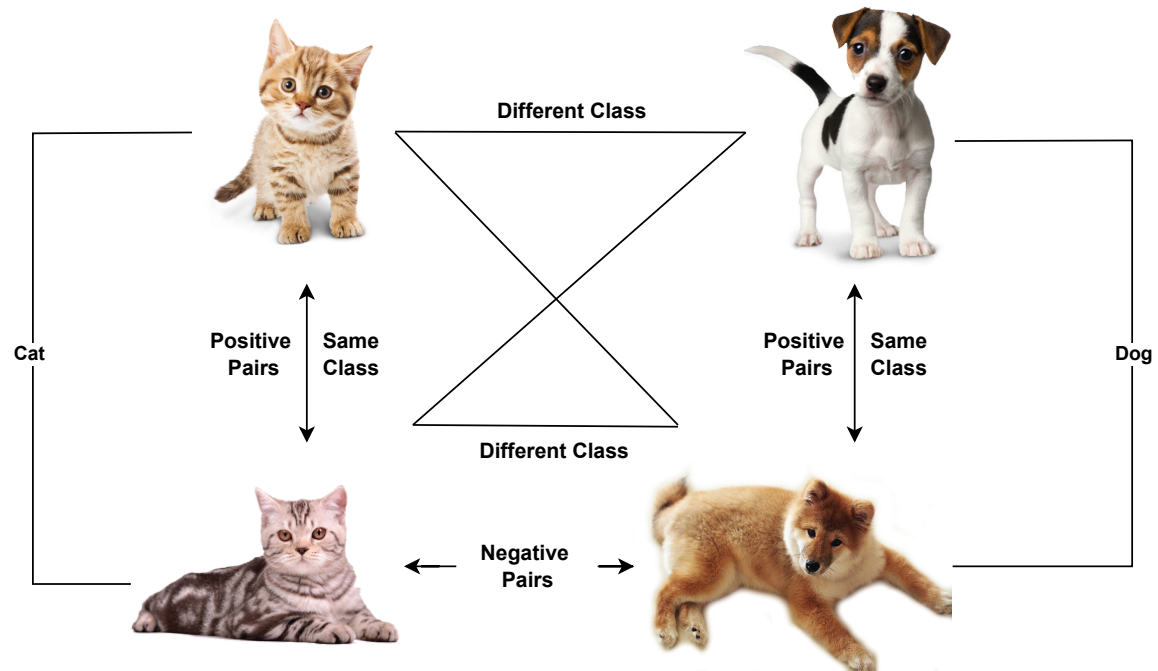 Different Class
Positive
Pairs
Same
Class
Positive
Pairs
Same
Class
Cat
Dog
Different Class
Negative
Pairs